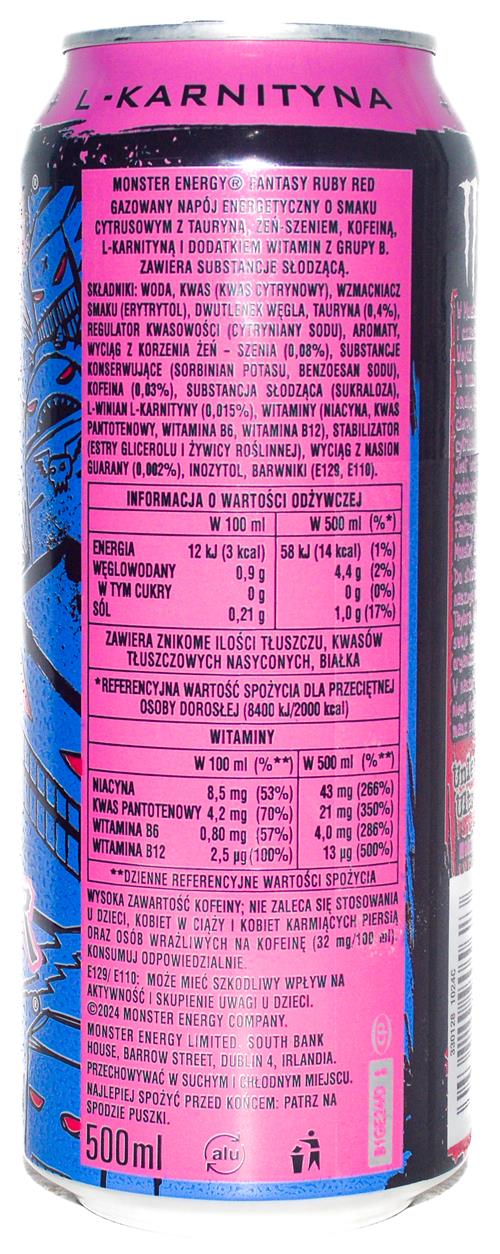 L-KARNITYNA
MONSTER ENERGY® FANTASY RUBY RED
GAZOWANY NAPÓJ ENERGETYCZNY O SMAKU
CYTRUSOWYM Z TAURYNĄ, ŻEŃ-SZENIEM, KOFEINĄ,
L-KARNITYNĄ I DODATKIEM WITAMIN Z GRUPY B.
ZAWIERA SUBSTANCJE SŁODZĄCĄ.
SKŁADNIKI: WODA, KWAS (KWAS CYTRYNOWY), WZMACNIACZ
SMAKU (ERYTRYTOL), DWUTLENEK WĘGLA, TAURYNA (0,4%),
REGULATOR KWASOWOŚCI (CYTRYNIANY SODU), AROMATY,
WYCIĄG Z KORZENIA ŻEŃ - SZENIA (0,08%), SUBSTANCJE
KONSERWUJĄCE (SORBINIAN POTASU, BENZOESAN SODU),
KOFEINA (0,03%), SUBSTANCJA SŁODZĄCA (SUKRALOZA),
L-WINIAN L-KARNITYNY (0,015%), WITAMINY (NIACYNA, KWAS
PANTOTENOWY, WITAMINA B6, WITAMINA B12), STABILIZATOR
(ESTRY GLICEROLU I ŻYWICY ROŚLINNEJ), WYCIĄG Z NASION
GUARANY (0,002%), INOZYTOL, BARWNIKI (E129, E110).
INFORMACJA O WARTOŚCI ODŻYWCZEJ
W 100 ml W 500 ml (%*)
ENERGIA 12 kJ (3 kcal) 58 kJ (14 kcal) (1%)
WĘGLOWODANY 0,9 g 4,4 g (2%)
W TYM CUKRY 0 g 0 g (0%)
SÓL 0,21 g 1,0 g (17%)
ZAWIERA ZNIKOME ILOŚCI TŁUSZCZU, KWASÓW
TŁUSZCZOWYCH NASYCONYCH, BIAŁKA
*REFERENCYJNA WARTOŚĆ SPOŻYCIA DLA PRZECIĘTNEJ
OSOBY DOROSŁEJ (8400 kJ/2000 kcal)
WITAMINY
W 100 ml (%**) W 500 ml (%**)
NIACYNA 8,5 mg (53%) 43 mg (266%)
KWAS PANTOTENOWY 4,2 mg (70%) 21 mg (350%)
WITAMINA B6 0,80 mg (57%) 4,0 mg (286%)
WITAMINA B12 2,5 µg (100%) 13 µg (500%)
**DZIENNE REFERENCYJNE WARTOŚCI SPOŻYCIA
WYSOKA ZAWARTOŚĆ KOFEINY; NIE ZALECA SIĘ STOSOWANIA
U DZIECI, KOBIET W CIĄŻY I KOBIET KARMIĄCYCH PIERSIĄ
ORAZ OSÓB WRAŻLIWYCH NA KOFEINĘ (32 mg/100 ml).
KONSUMUJ ODPOWIEDZIALNIE.
E129/E110: MOŻE MIEĆ SZKODLIWY WPŁYW NA
AKTYWNOŚĆ I SKUPIENIE UWAGI U DZIECI.
©2024 MONSTER ENERGY COMPANY.
MONSTER ENERGY LIMITED. SOUTH BANK
HOUSE, BARROW STREET, DUBLIN 4, IRLANDIA.
PRZECHOWYWAĆ W SUCHYM I CHŁODNYM MIEJSCU.
NAJLEPIEJ SPOŻYĆ PRZED KOŃCEM: PATRZ NA
SPODZIE PUSZKI.
500ml
alu
330128 1024C